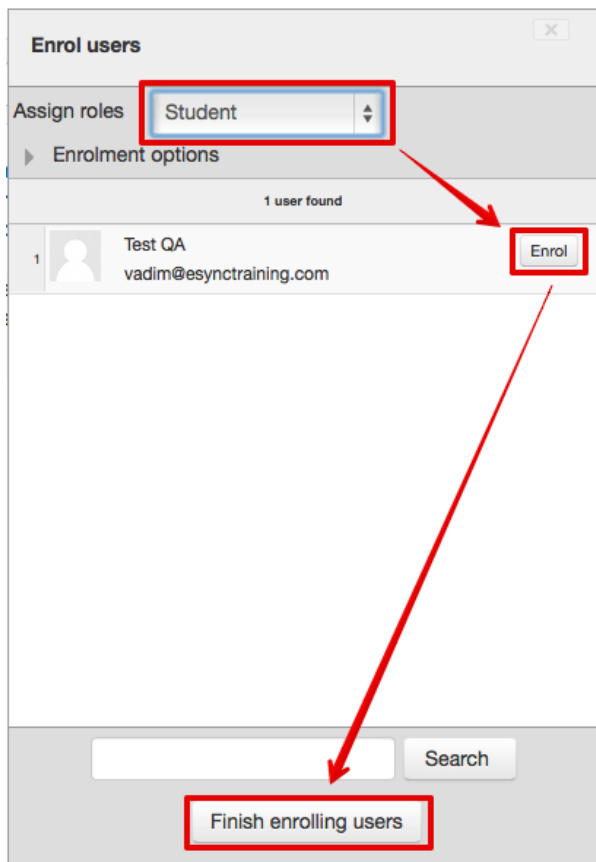 Enrol users
Assign roles Student
Enrolment options
1 user found
1 Test QA Enrol
vadim@esynctraining.com
Search
Finish enrolling users